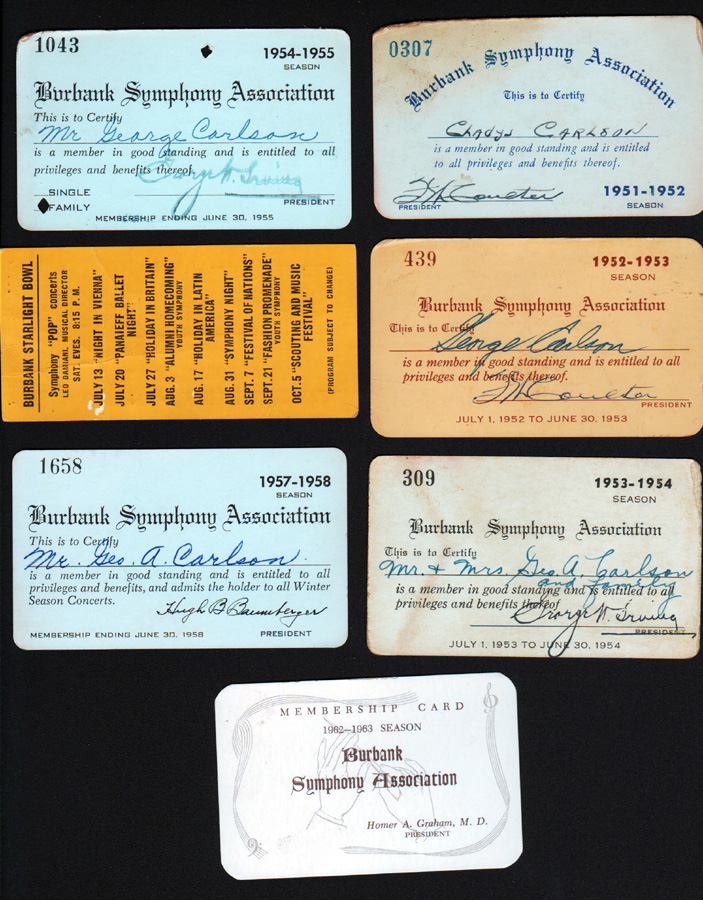 1043
1954-1955
SEASON
Burbank Symphony Association
This is to Certify
Mr George Carlson
is a member in good standing and is entitled to all
privileges and benefits thereof.
George W. Irving
SINGLE
FAMILY
PRESIDENT
MEMBERSHIP ENDING JUNE 30, 1955
0307
Burbank Symphony Association
This is to Certify
Gladys Carlson
is a member in good standing and is entitled
to all privileges and benefits thereof.
Coulter
PRESIDENT
1951-1952
SEASON
BURBANK STARLIGHT BOWL
Symphony "POP" concerts
LEO DAMIANI, MUSICAL DIRECTOR
SAT. EVES. 8:15 P. M.
JULY 13 "NIGHT IN VIENNA"
JULY 20 "PANAIEFF BALLET
NIGHT"
JULY 27 "HOLIDAY IN BRITAIN"
AUG. 3 "ALUMNI HOMECOMING"
YOUTH SYMPHONY
AUG. 17 "HOLIDAY IN LATIN
AMERICA"
AUG. 31 "SYMPHONY NIGHT"
SEPT. 7 "FESTIVAL OF NATIONS"
SEPT. 21 "FASHION PROMENADE"
YOUTH SYMPHONY
OCT. 5 "SCOUTING AND MUSIC
FESTIVAL"
(PROGRAM SUBJECT TO CHANGE)
439
1952-1953
SEASON
Burbank Symphony Association
This is to Certify
George Carlson
is a member in good standing and is entitled to all
privileges and benefits thereof.
Coulter
PRESIDENT
JULY 1, 1952 TO JUNE 30, 1953
1658
1957-1958
SEASON
Burbank Symphony Association
This is to Certify
Mr. Geo. A. Carlson.
is a member in good standing and is entitled to all
privileges and benefits, and admits the holder to all Winter
Season Concerts.
Hugh B Baumberger
MEMBERSHIP ENDING JUNE 30, 1958
PRESIDENT
309
1953-1954
SEASON
Burbank Symphony Association
This is to Certify
Mr. + Mrs. Geo. A. Carlson
and family
is a member in good standing and is entitled to all
privileges and benefits thereof
George W. Irving
PRESIDENT
JULY 1, 1953 TO JUNE 30, 1954
MEMBERSHIP CARD
1962-1963 SEASON
Burbank
Symphony Association
Homer A. Graham, M. D.
PRESIDENT